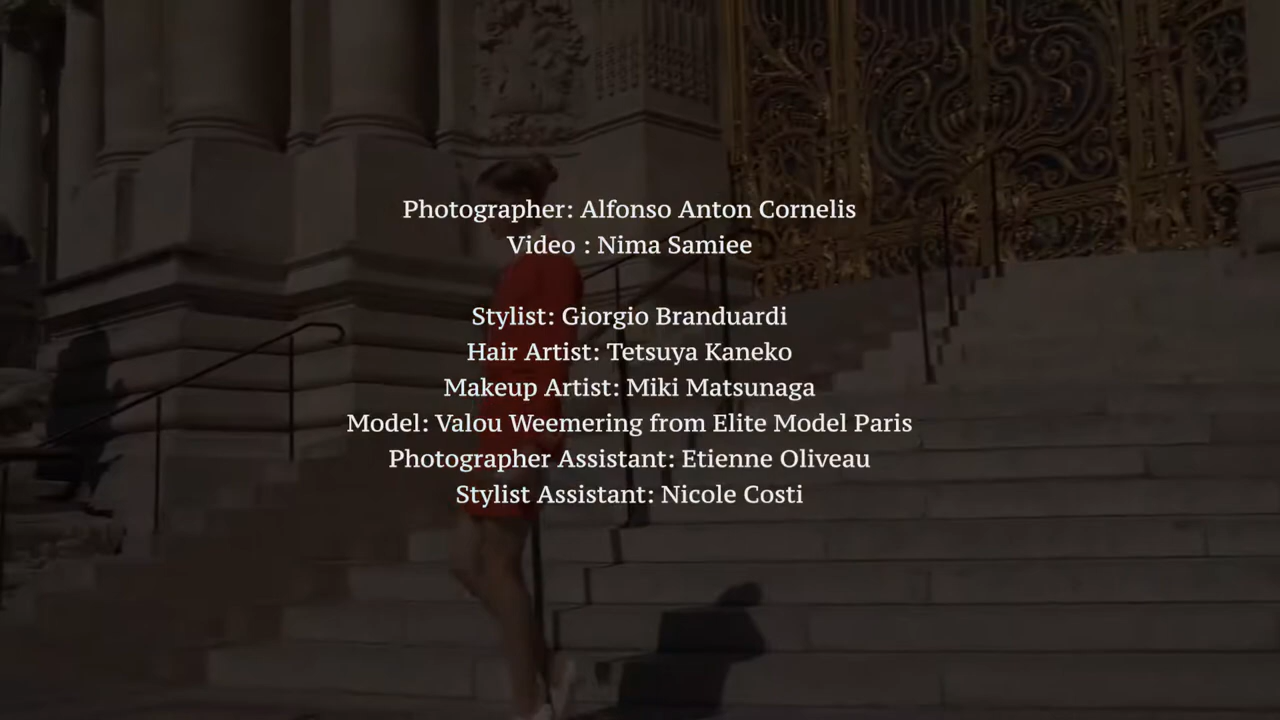 Photographer: Alfonso Anton Cornelis
Video : Nima Samiee
Stylist: Giorgio Branduardi
Hair Artist: Tetsuya Kaneko
Makeup Artist: Miki Matsunaga
Model: Valou Weemering from Elite Model Paris
Photographer Assistant: Etienne Oliveau
Stylist Assistant: Nicole Costi